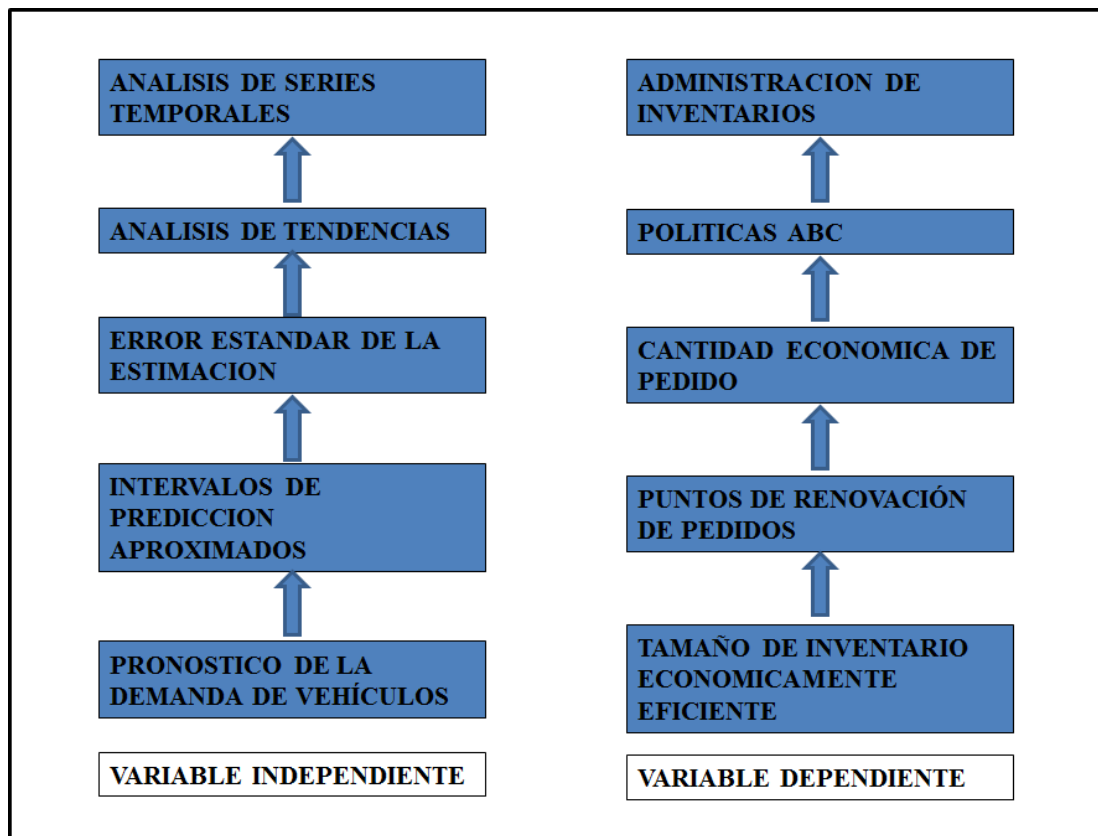 ANALISIS DE SERIES
TEMPORALES
ANALISIS DE TENDENCIAS
ERROR ESTANDAR DE LA
ESTIMACION
INTERVALOS DE
PREDICCION
APROXIMADOS
PRONOSTICO DE LA
DEMANDA DE VEHÍCULOS
VARIABLE INDEPENDIENTE
ADMINISTRACION DE
INVENTARIOS
POLITICAS ABC
CANTIDAD ECONOMICA DE
PEDIDO
PUNTOS DE RENOVACIÓN
DE PEDIDOS
TAMAÑO DE INVENTARIO
ECONOMICAMENTE
EFICIENTE
VARIABLE DEPENDIENTE